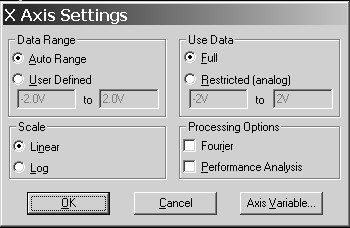 X Axis Settings
Data Range
Auto Range
User Defined
-2.0V to 2.0V
Use Data
Full
Restricted (analog)
-2V to 2V
Scale
Linear
Log
Processing Options
Fourier
Performance Analysis
OK Cancel Axis Variable...